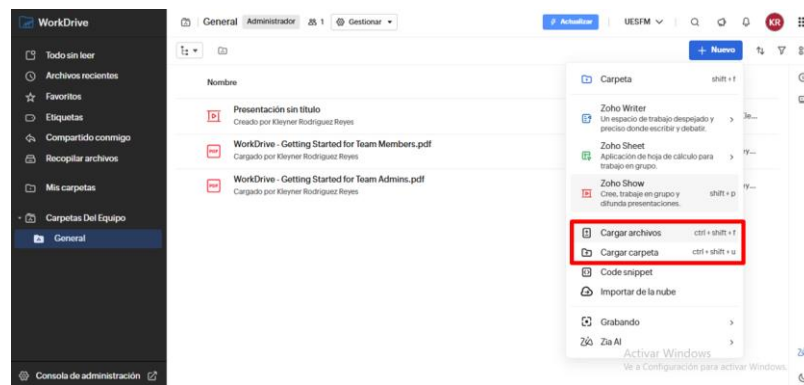 WorkDrive
General Administrador 1 Gestionar
Actualizar UESFM KR
Todo sin leer
Archivos recientes
Favoritos
Etiquetas
Compartido conmigo
Recopilar archivos
Mis carpetas
Carpetas Del Equipo
General
Consola de administración
Nuevo
Nombre
Presentación sin título
Creado por Kleyner Rodriguez Reyes
WorkDrive - Getting Started for Team Members.pdf
Cargado por Kleyner Rodriguez Reyes
WorkDrive - Getting Started for Team Admins.pdf
Cargado por Kleyner Rodriguez Reyes
Carpeta shift + f
Zoho Writer
Un espacio de trabajo despejado y
preciso donde escribir y debatir.
Zoho Sheet
Aplicación de hoja de cálculo para
trabajo en grupo.
Zoho Show
Cree, trabaje en grupo y shift + p
difunda presentaciones.
Cargar archivos ctrl + shift + f
Cargar carpeta ctrl + shift + u
Code snippet
Importar de la nube
Grabando
Zia AI
Activar Windows
Ve a Configuración para activar Windows.